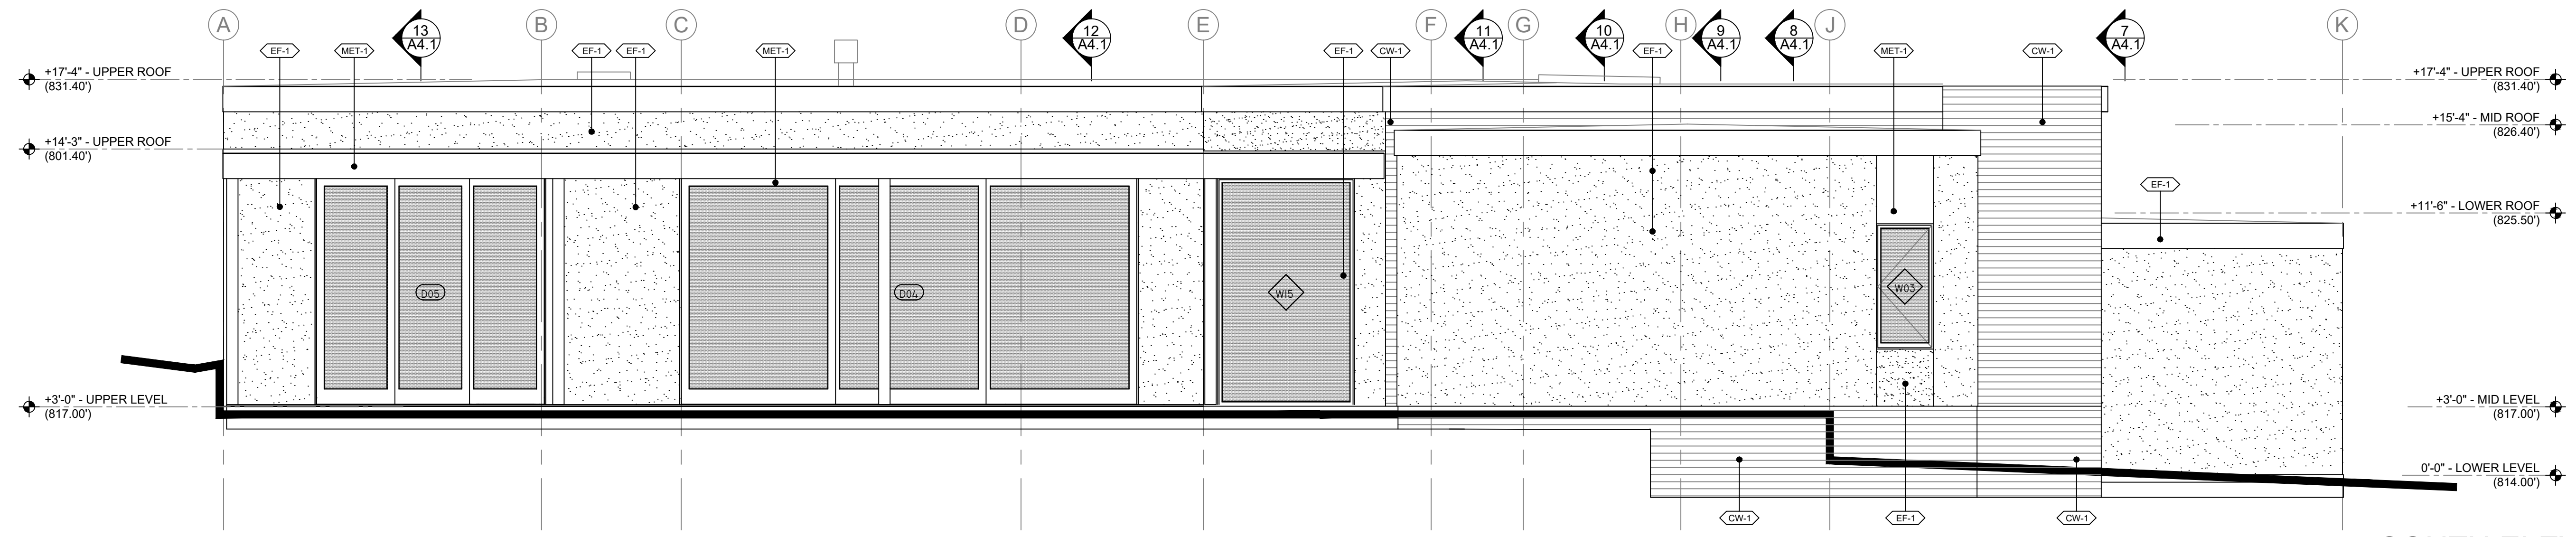 A
B
C
D
E
F
G
H
J
K
13
A4.1
12
A4.1
11
A4.1
10
A4.1
9
A4.1
8
A4.1
7
A4.1
EF-1
MET-1
EF-1
EF-1
MET-1
EF-1
CW-1
EF-1
MET-1
CW-1
+17'-4" - UPPER ROOF
(831.40')
+17'-4" - UPPER ROOF
(831.40')
+15'-4" - MID ROOF
(826.40')
+14'-3" - UPPER ROOF
(801.40')
EF-1
+11'-6" - LOWER ROOF
(825.50')
D05
D04
W15
W03
+3'-0" - UPPER LEVEL
(817.00')
+3'-0" - MID LEVEL
(817.00')
0'-0" - LOWER LEVEL
(814.00')
CW-1
EF-1
CW-1